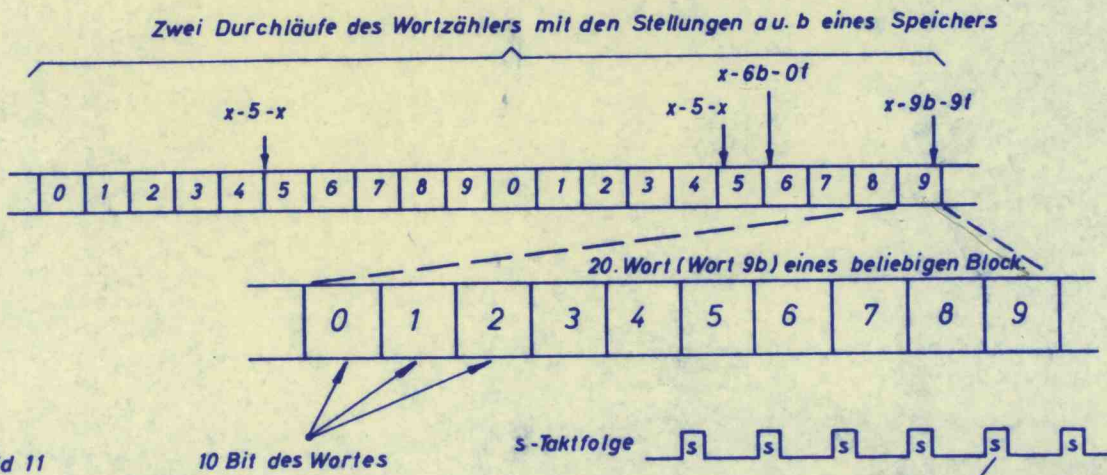 Zwei Durchläufe des Wortzählers mit den Stellungen a u. b eines Speichers
x-6b-0f
x-5-x x-5-x x-9b-9f
0 1 2 3 4 5 6 7 8 9 0 1 2 3 4 5 6 7 8 9
20. Wort (Wort 9b) eines beliebigen Block
0 1 2 3 4 5 6 7 8 9
s-Taktfolge s s s s s s
d 11 10 Bit des Wortes